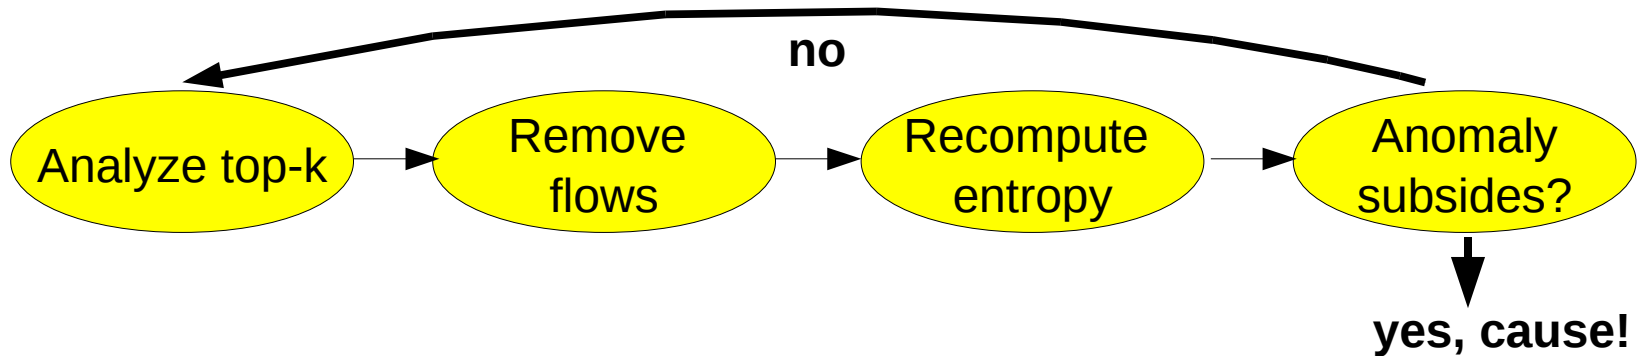 no
Analyze top-k
Remove
flows
Recompute
entropy
Anomaly
subsides?
yes, cause!